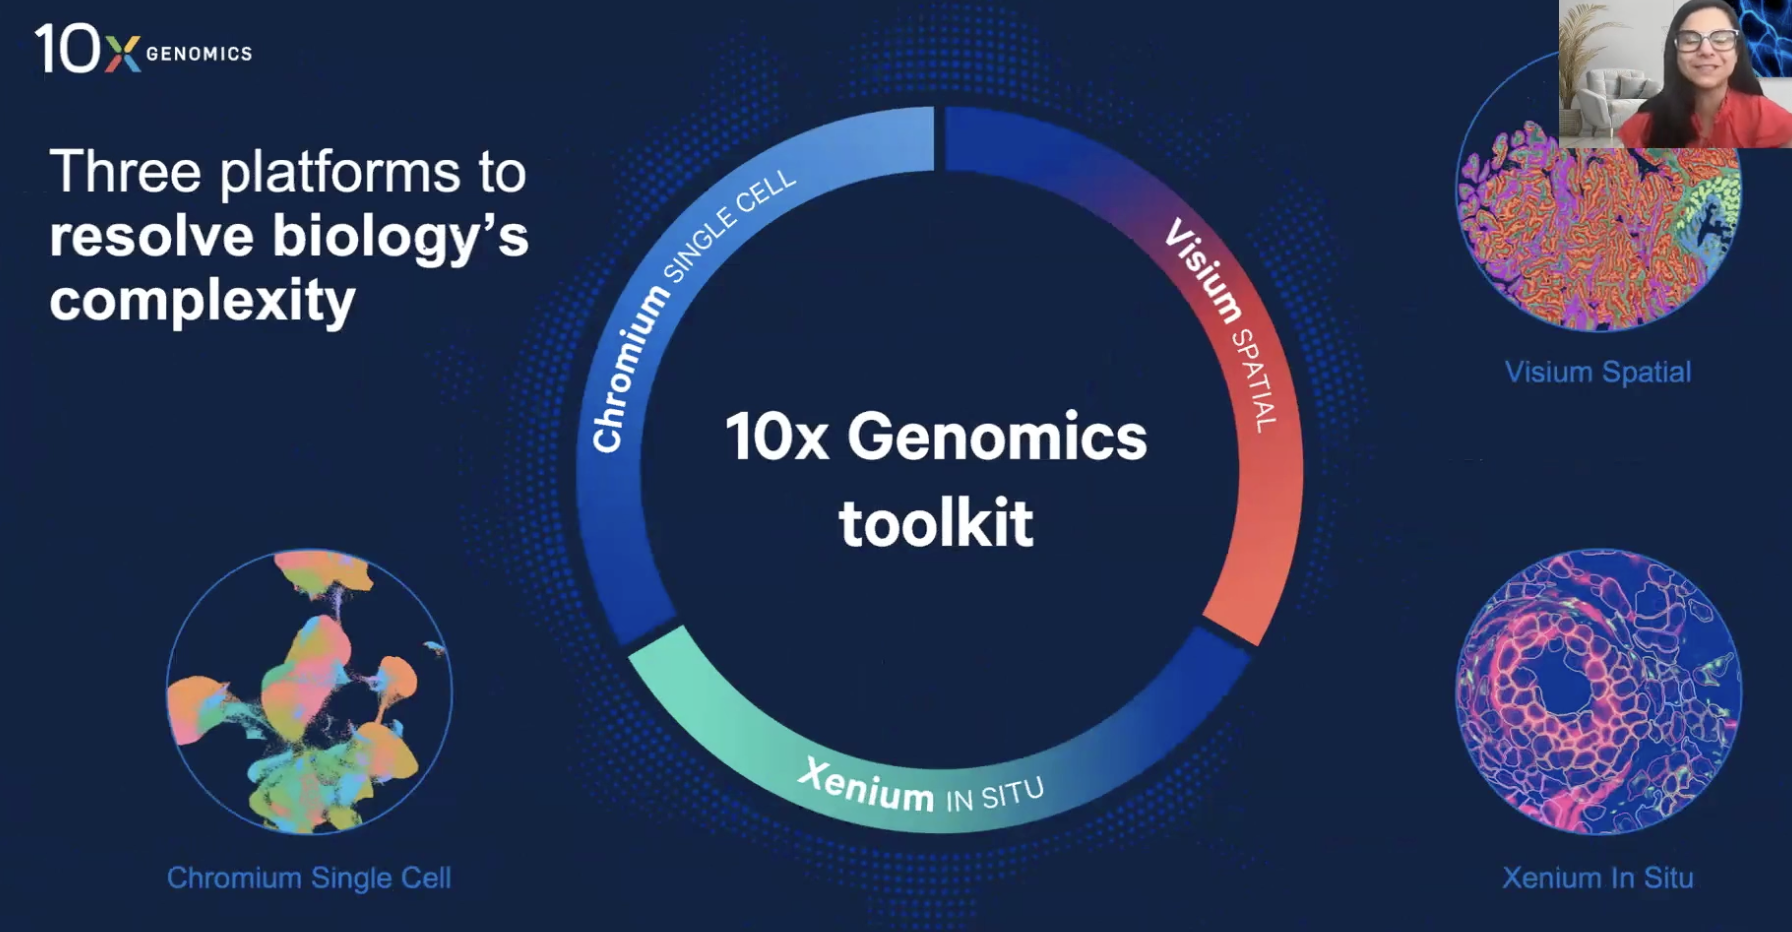 10x GENOMICS
Three platforms to
resolve biology's
complexity
Chromium SINGLE CELL
Visium SPATIAL
Xenium IN SITU
10x Genomics
toolkit
Visium Spatial
Chromium Single Cell
Xenium In Situ